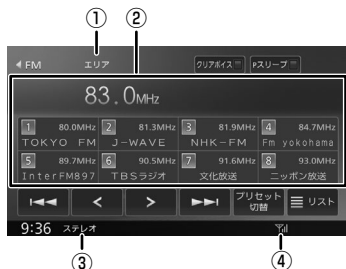 ① ②
FM エリア クリアボイス Pスリープ
83.0MHz
1 80.0MHz 2 81.3MHz 3 81.9MHz 4 84.7MHz
TOKYO FM J-WAVE NHK-FM Fm yokohama
5 89.7MHz 6 90.5MHz 7 91.6MHz 8 93.0MHz
InterFM897 TBSラジオ 文化放送 ニッポン放送
プリセット
切替 リスト
9:36 ステレオ
③ ④